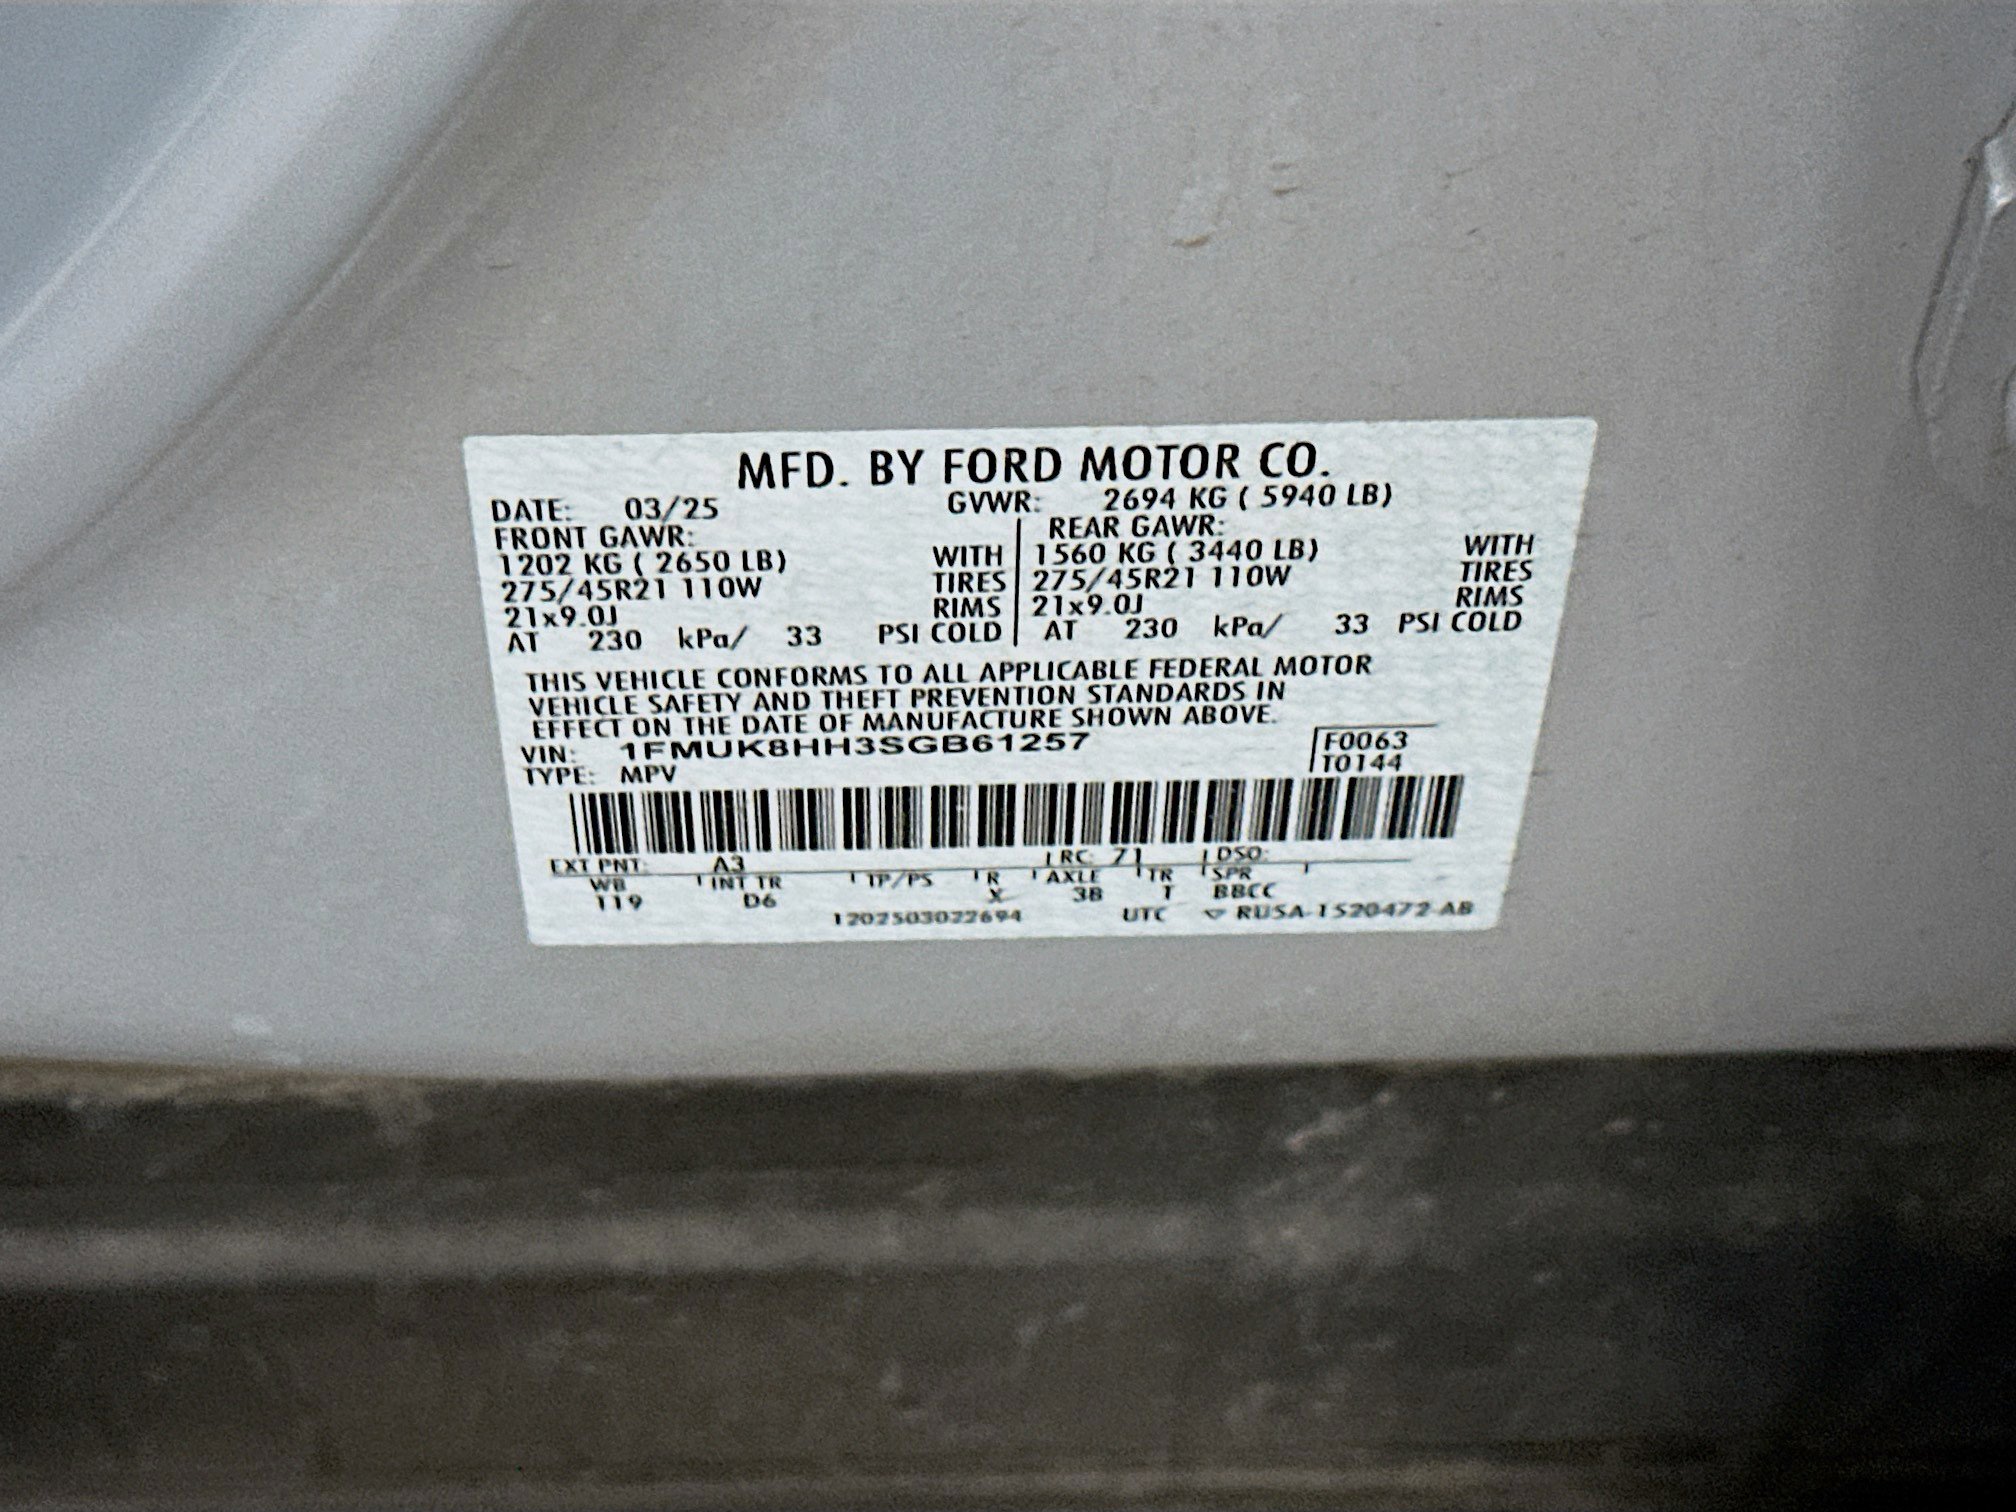 MFD. BY FORD MOTOR CO.
DATE: 03/25 GVWR: 2694 KG ( 5940 LB)
FRONT GAWR: REAR GAWR:
1202 KG ( 2650 LB) WITH 1560 KG ( 3440 LB) WITH
275/45R21 110W TIRES 275/45R21 110W TIRES
21x9.0J RIMS 21x9.0J RIMS
AT 230 kPa/ 33 PSI COLD AT 230 kPa/ 33 PSI COLD
THIS VEHICLE CONFORMS TO ALL APPLICABLE FEDERAL MOTOR
VEHICLE SAFETY AND THEFT PREVENTION STANDARDS IN
EFFECT ON THE DATE OF MANUFACTURE SHOWN ABOVE.
VIN: 1FMUK8HH3SGB61257 F0063
TYPE: MPV T0144
EXT PNT: A3 RC: 71 DSO:
WB INT TR TP/PS R AXLE TR SPR
119 D6 X 3B T BBCC
1202503022694 UTC ▽ RUSA-1520472-AB